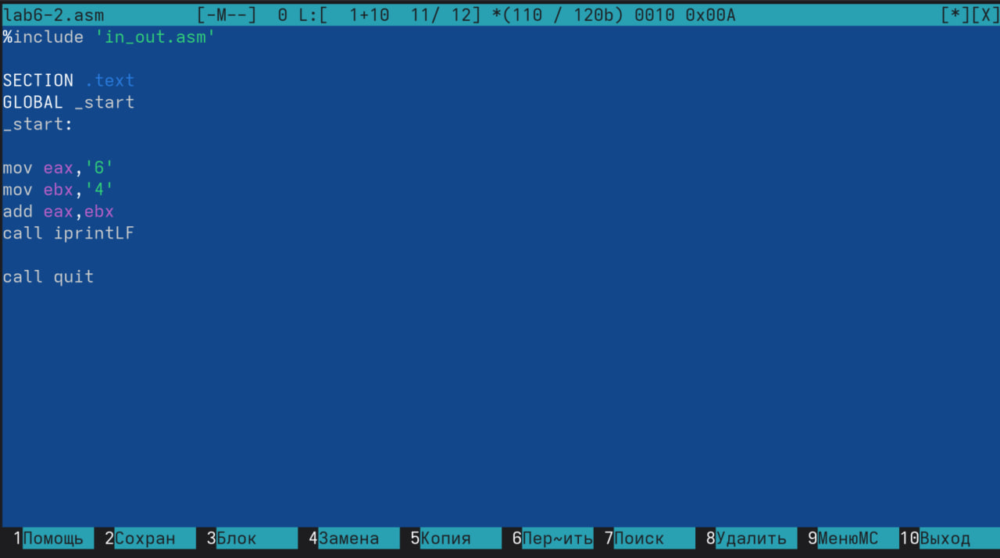 lab6-2.asm [-M--] 0 L:[ 1+10 11/ 12] *(110 / 120b) 0010 0x00A [*][X]
%include 'in_out.asm'
SECTION .text
GLOBAL _start
_start:
mov eax,'6'
mov ebx,'4'
add eax,ebx
call iprintLF
call quit
1Помощь 2Сохран 3Блок 4Замена 5Копия 6Пер~ить 7Поиск 8Удалить 9МенюMC 10Выход